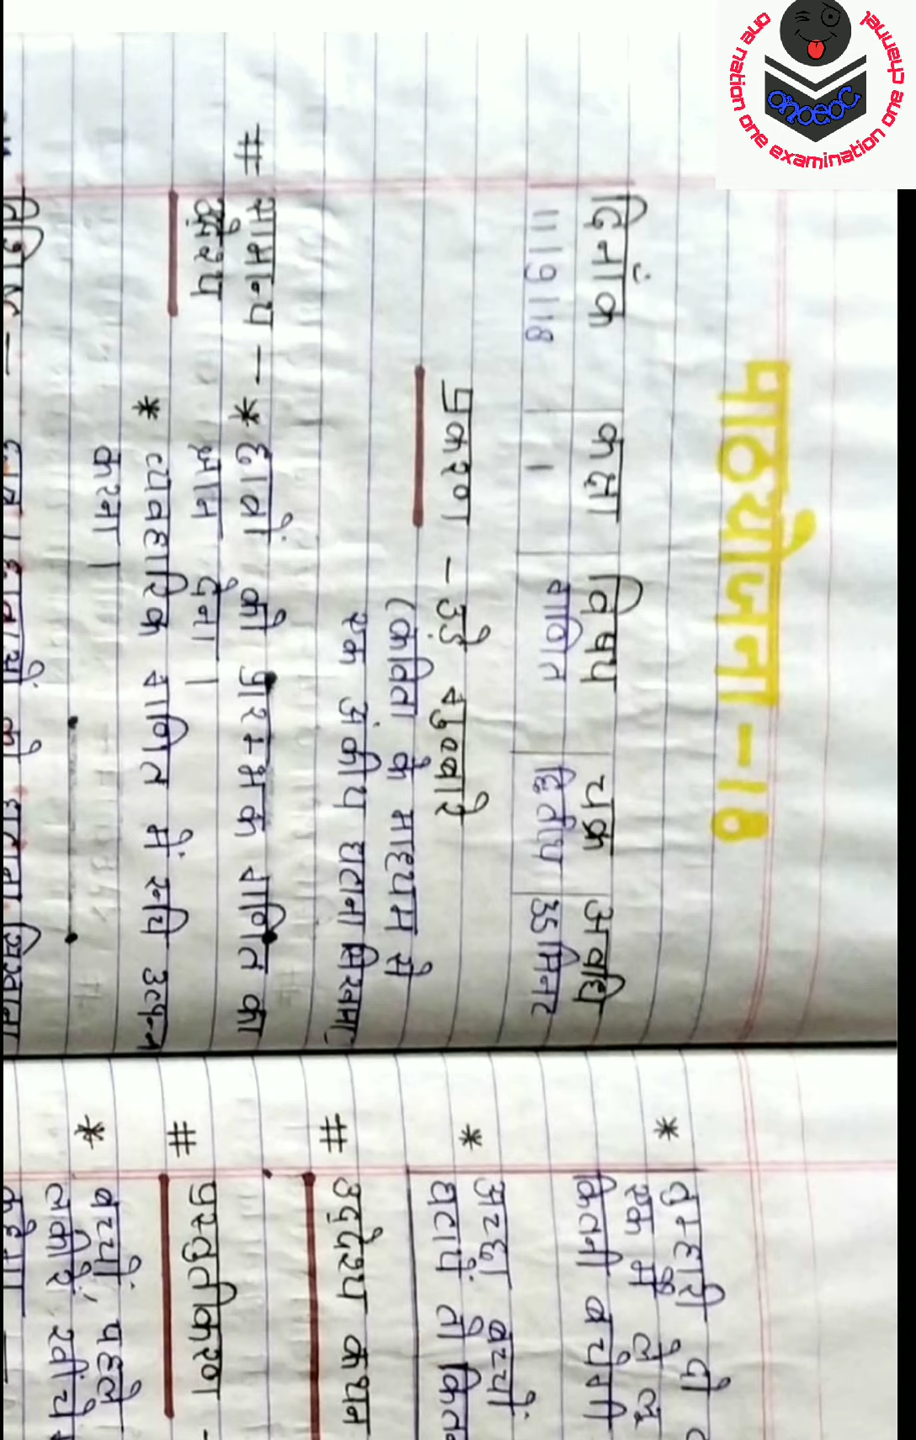 one nation one examination one channel
onoeoc
पाठयोजना -18
दिनांक कक्षा विषय चक्र अवधि
11/9/18 1 गणित द्वितीय 35 मिनट
प्रकरण - उड़े गुब्बारे
(कविता के माध्यम से
एक अंकीय घटाना सिखाना
# सामान्य - * छात्रों को प्रारम्भिक गणित का
उद्देश्य ज्ञान देना।
* व्यवहारिक गणित में रूचि उत्पन्न
करना।
को घटाना सिखाना
* तुम्हारी दो
एक मैं ले लू
कितनी बचेगी
* अच्छा बच्चों
घटाये तो
# उद्देश्य कथन
# प्रस्तुतिकरण -
* बच्चों, पहले
लकीरे खींचे